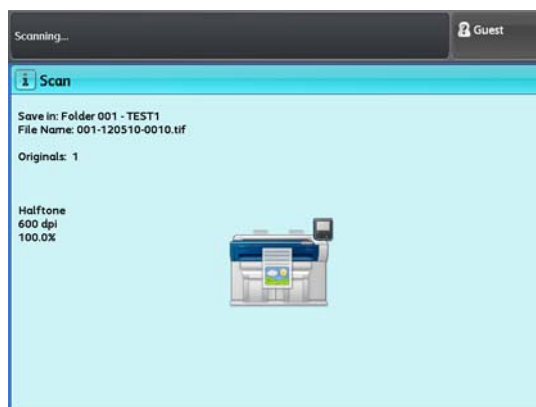 Scanning...
Guest
Scan
Save in: Folder 001 - TEST1
File Name: 001-120510-0010.tif
Originals: 1
Halftone
600 dpi
100.0%